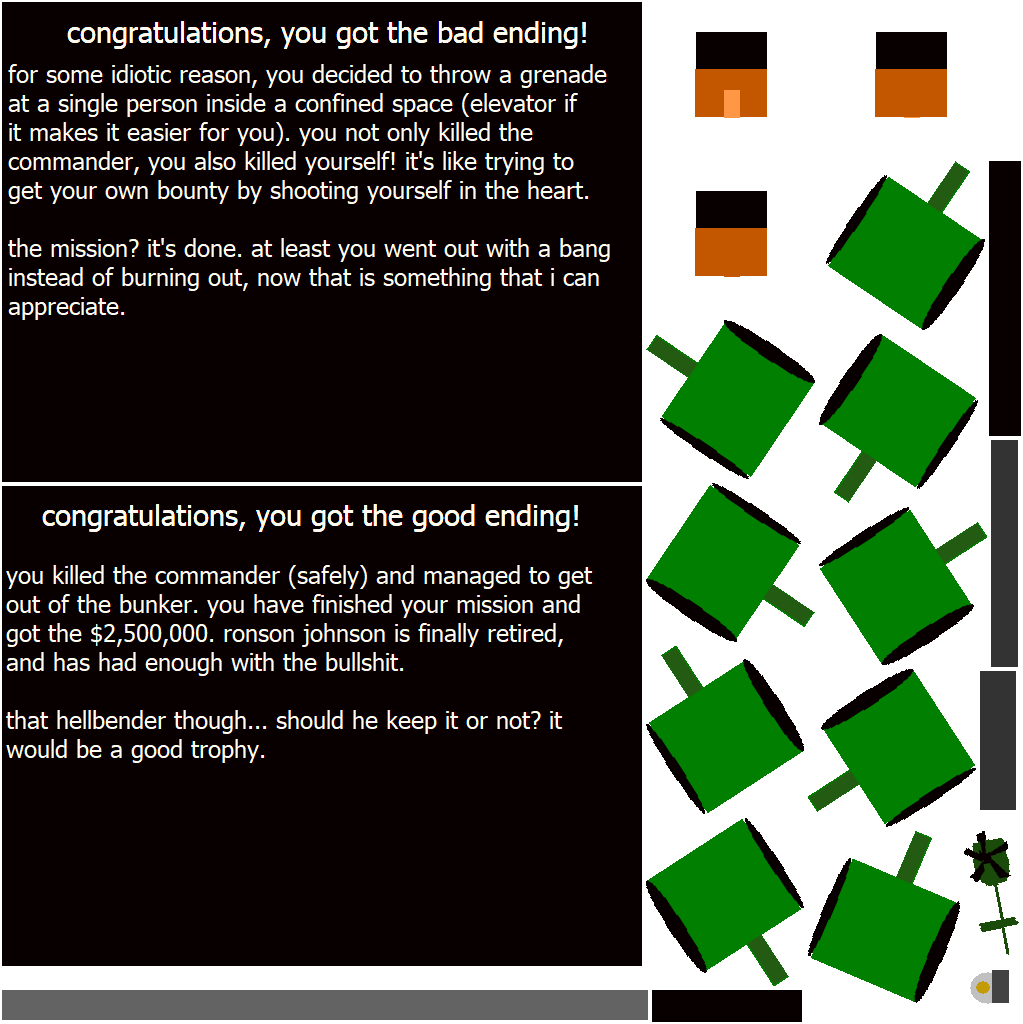 congratulations, you got the bad ending!
for some idiotic reason, you decided to throw a grenade
at a single person inside a confined space (elevator if
it makes it easier for you). you not only killed the
commander, you also killed yourself! it's like trying to
get your own bounty by shooting yourself in the heart.
the mission? it's done. at least you went out with a bang
instead of burning out, now that is something that i can
appreciate.
congratulations, you got the good ending!
you killed the commander (safely) and managed to get
out of the bunker. you have finished your mission and
got the $2,500,000. ronson johnson is finally retired,
and has had enough with the bullshit.
that hellbender though... should he keep it or not? it
would be a good trophy.